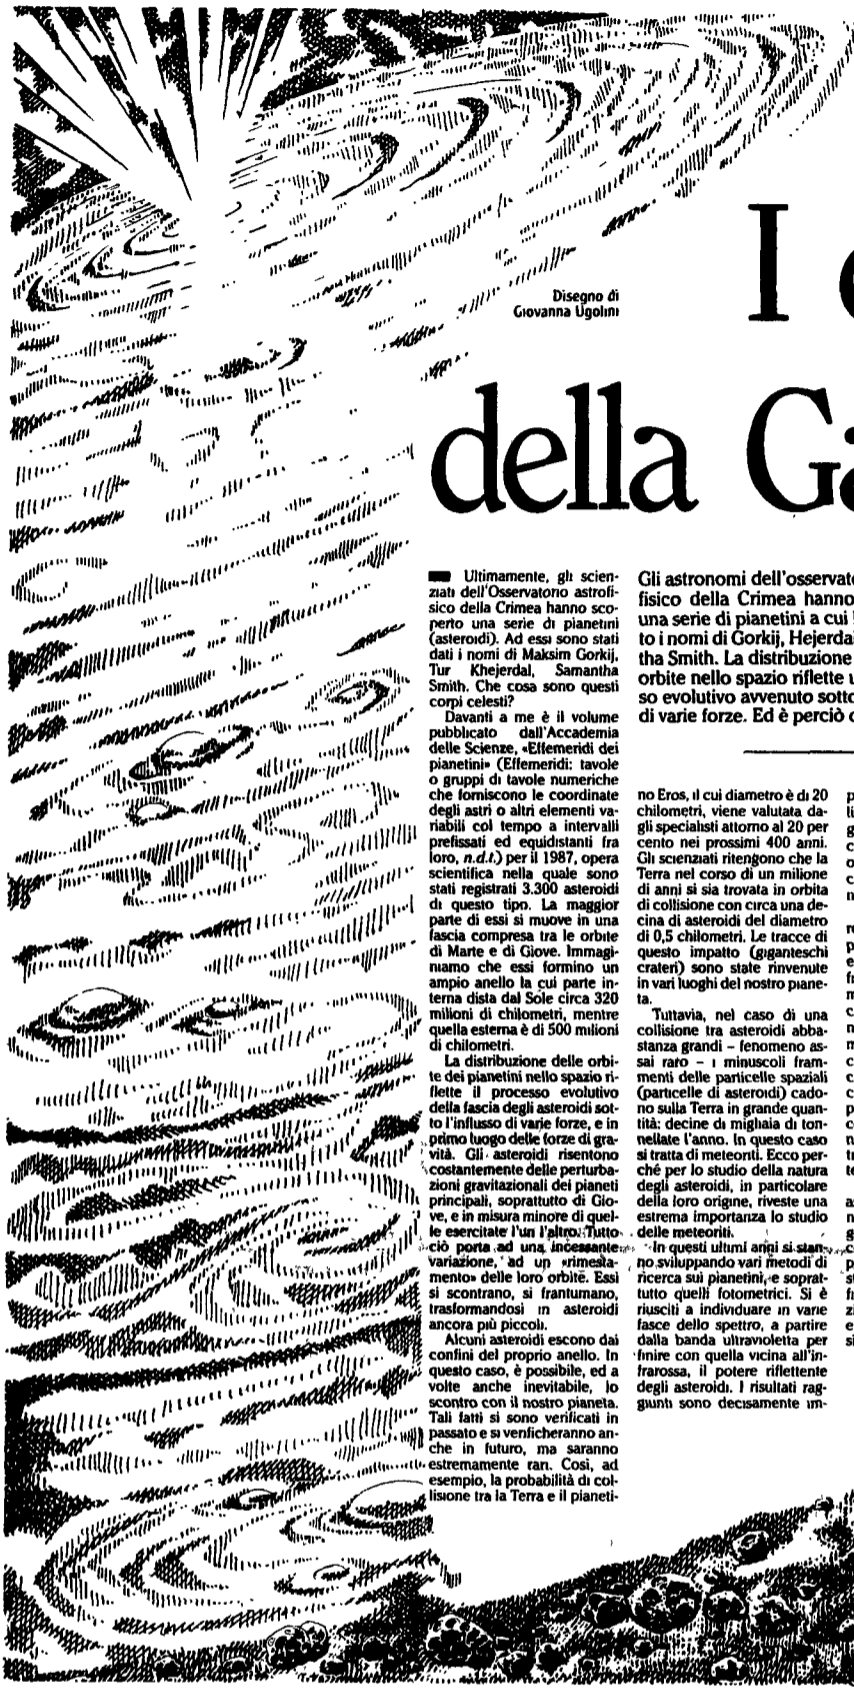 Disegno di
Giovanna Ugolini
I
della Ga
Ultimamente, gli scien-
ziati dell'Osservatorio astrofi-
sico della Crimea hanno sco-
perto una serie di pianetini
(asteroidi). Ad essi sono stati
dati i nomi di Maksim Gorkij,
Tur Khejerdal, Samantha
Smith. Che cosa sono questi
corpi celesti?
Davanti a me è il volume
pubblicato dall'Accademia
delle Scienze, «Effemeridi dei
pianetini» (Effemeridi: tavole
o gruppi di tavole numeriche
che forniscono le coordinate
degli astri o altri elementi va-
riabili col tempo a intervalli
prefissati ed equidistanti fra
loro, n.d.t.) per il 1987, opera
scientifica nella quale sono
stati registrati 3.300 asteroidi
di questo tipo. La maggior
parte di essi si muove in una
fascia compresa tra le orbite
di Marte e di Giove. Immagi-
niamo che essi formino un
ampio anello la cui parte in-
terna dista dal Sole circa 320
milioni di chilometri, mentre
quella esterna è di 500 milioni
di chilometri.
La distribuzione delle orbi-
te dei pianetini nello spazio ri-
flette il processo evolutivo
della fascia degli asteroidi sot-
to l'influsso di varie forze, e in
primo luogo delle forze di gra-
vità. Gli asteroidi risentono
costantemente delle perturba-
zioni gravitazionali dei pianeti
principali, soprattutto di Gio-
ve, e in misura minore di quel-
le esercitate l'un l'altro. Tutto
ciò porta ad una incessante
variazione, ad un «rimesta-
mento» delle loro orbite. Essi
si scontrano, si frantumano,
trasformandosi in asteroidi
ancora più piccoli.
Alcuni asteroidi escono dai
confini del proprio anello. In
questo caso, è possibile, ed a
volte anche inevitabile, lo
scontro con il nostro pianeta.
Tali fatti si sono verificati in
passato e si verificheranno an-
che in futuro, ma saranno
estremamente rari. Così, ad
esempio, la probabilità di col-
lisione tra la Terra e il pianeti-
Gli astronomi dell'osservato
fisico della Crimea hanno
una serie di pianetini a cui
to i nomi di Gorkij, Hejerda
tha Smith. La distribuzione
orbite nello spazio riflette u
so evolutivo avvenuto sotto
di varie forze. Ed è perciò
no Eros, il cui diametro è di 20
chilometri, viene valutata da-
gli specialisti attorno al 20 per
cento nei prossimi 400 anni.
Gli scienziati ritengono che la
Terra nel corso di un milione
di anni si sia trovata in orbita
di collisione con circa una de-
cina di asteroidi del diametro
di 0,5 chilometri. Le tracce di
questo impatto (giganteschi
crateri) sono state rinvenute
in vari luoghi del nostro piane-
ta.
Tuttavia, nel caso di una
collisione tra asteroidi abba-
stanza grandi – fenomeno as-
sai raro – i minuscoli fram-
menti delle particelle spaziali
(particelle di asteroidi) cado-
no sulla Terra in grande quan-
tità: decine di migliaia di ton-
nellate l'anno. In questo caso
si tratta di meteoriti. Ecco per-
ché per lo studio della natura
degli asteroidi, in particolare
della loro origine, riveste una
estrema importanza lo studio
delle meteoriti.
In questi ultimi anni si stan-
no sviluppando vari metodi di
ricerca sui pianetini, e soprat-
tutto quelli fotometrici. Si è
riusciti a individuare in varie
fasce dello spettro, a partire
dalla banda ultravioletta per
finire con quella vicina all'in-
frarossa, il potere riflettente
degli asteroidi. I risultati rag-
giunti sono decisamente im-